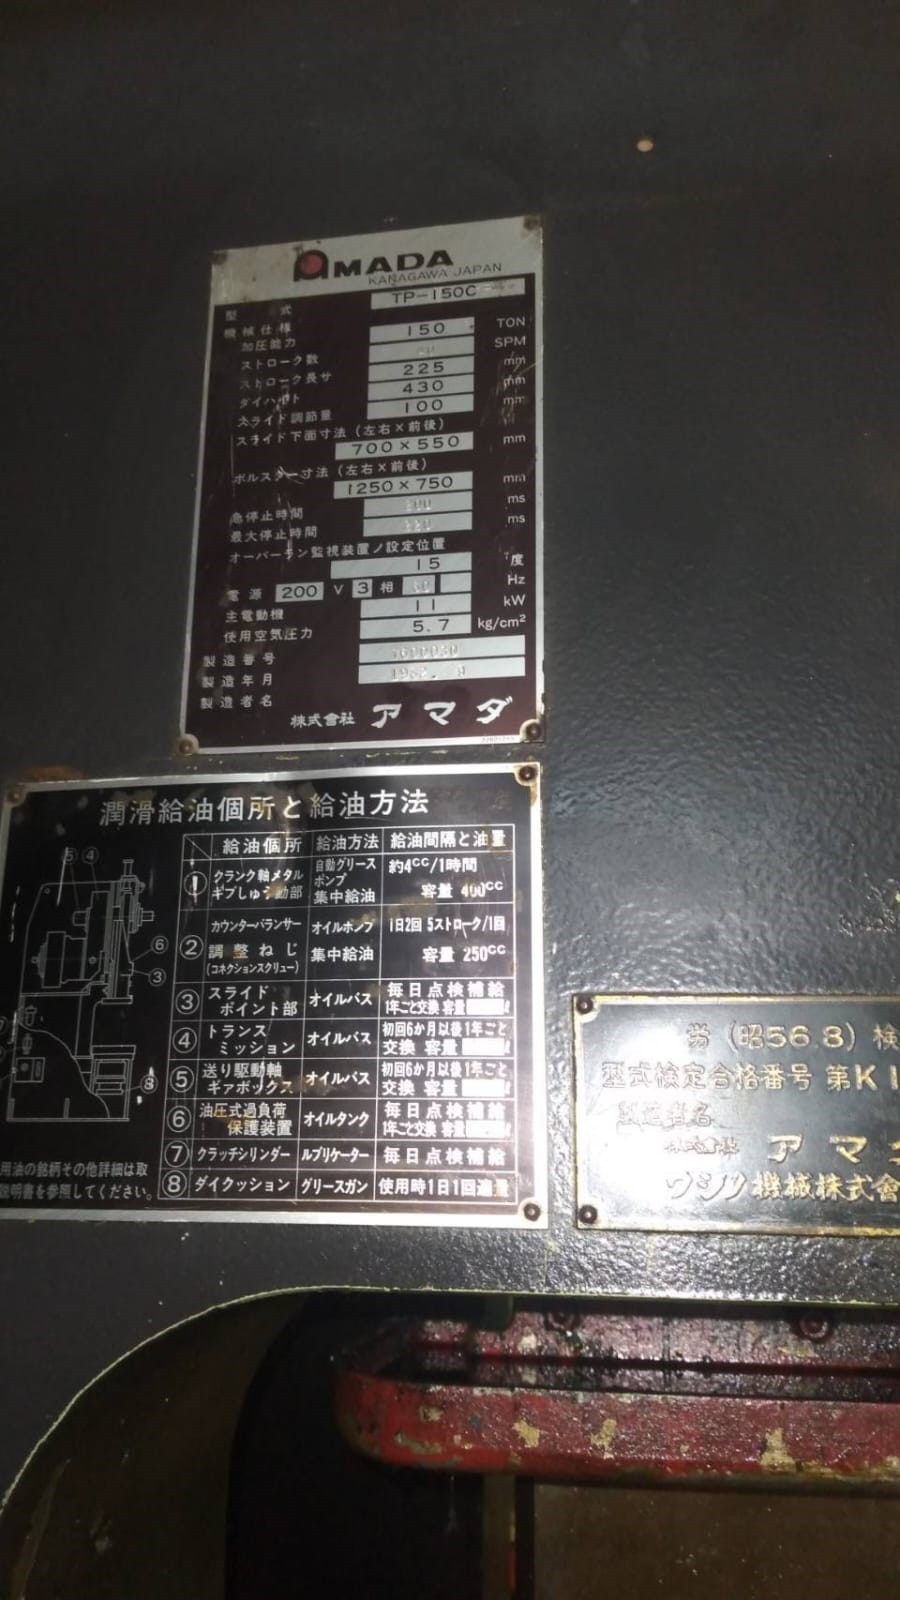 AMADA
KANAGAWA JAPAN
型式 TP-150C
機械仕様
加圧能力 150 TON
ストローク数 SPM
ストローク長サ 225 mm
ダイハイト 430 mm
スライド調節量 100 mm
スライド下面寸法(左右×前後)
700×550 mm
ボルスター寸法(左右×前後)
1250×750 mm
急停止時間 ms
最大停止時間 ms
オーバーラン監視装置ノ設定位置
15 度
電源 200 V 3 相 Hz
主電動機 11 kW
使用空気圧力 5.7 kg/cm²
製造番号
製造年月
製造者名
株式會社 アマダ
潤滑給油個所と給油方法
給油個所 給油方法 給油間隔と油量
① クランク軸メタル ギブしゅう動部 自動グリースポンプ 集中給油 約4cc/1時間 容量 400cc
② カウンターバランサー 調整ねじ (コネクションスクリュー) オイルポンプ 集中給油 1日2回 5ストローク/1回 容量 250cc
③ スライドポイント部 オイルバス 毎日点検補給 1年ごと交換 容量 ℓ
④ トランスミッション オイルバス 初回6か月以後1年ごと交換 容量 ℓ
⑤ 送り駆動軸ギァボックス オイルバス 初回6か月以後1年ごと交換 容量 ℓ
⑥ 油圧式過負荷保護装置 オイルタンク 毎日点検補給 1年ごと交換 容量
⑦ クラッチシリンダー ルブリケーター 毎日点検補給
⑧ ダイクッション グリースガン 使用時1日1回適量
⑤ ④
⑥
③
⑧
用油の銘柄その他詳細は取
説明書を参照してください。
労(昭56.8)検
型式検定合格番号 第K1
製造者名
株式會社 アマ
ワシノ機械株式會